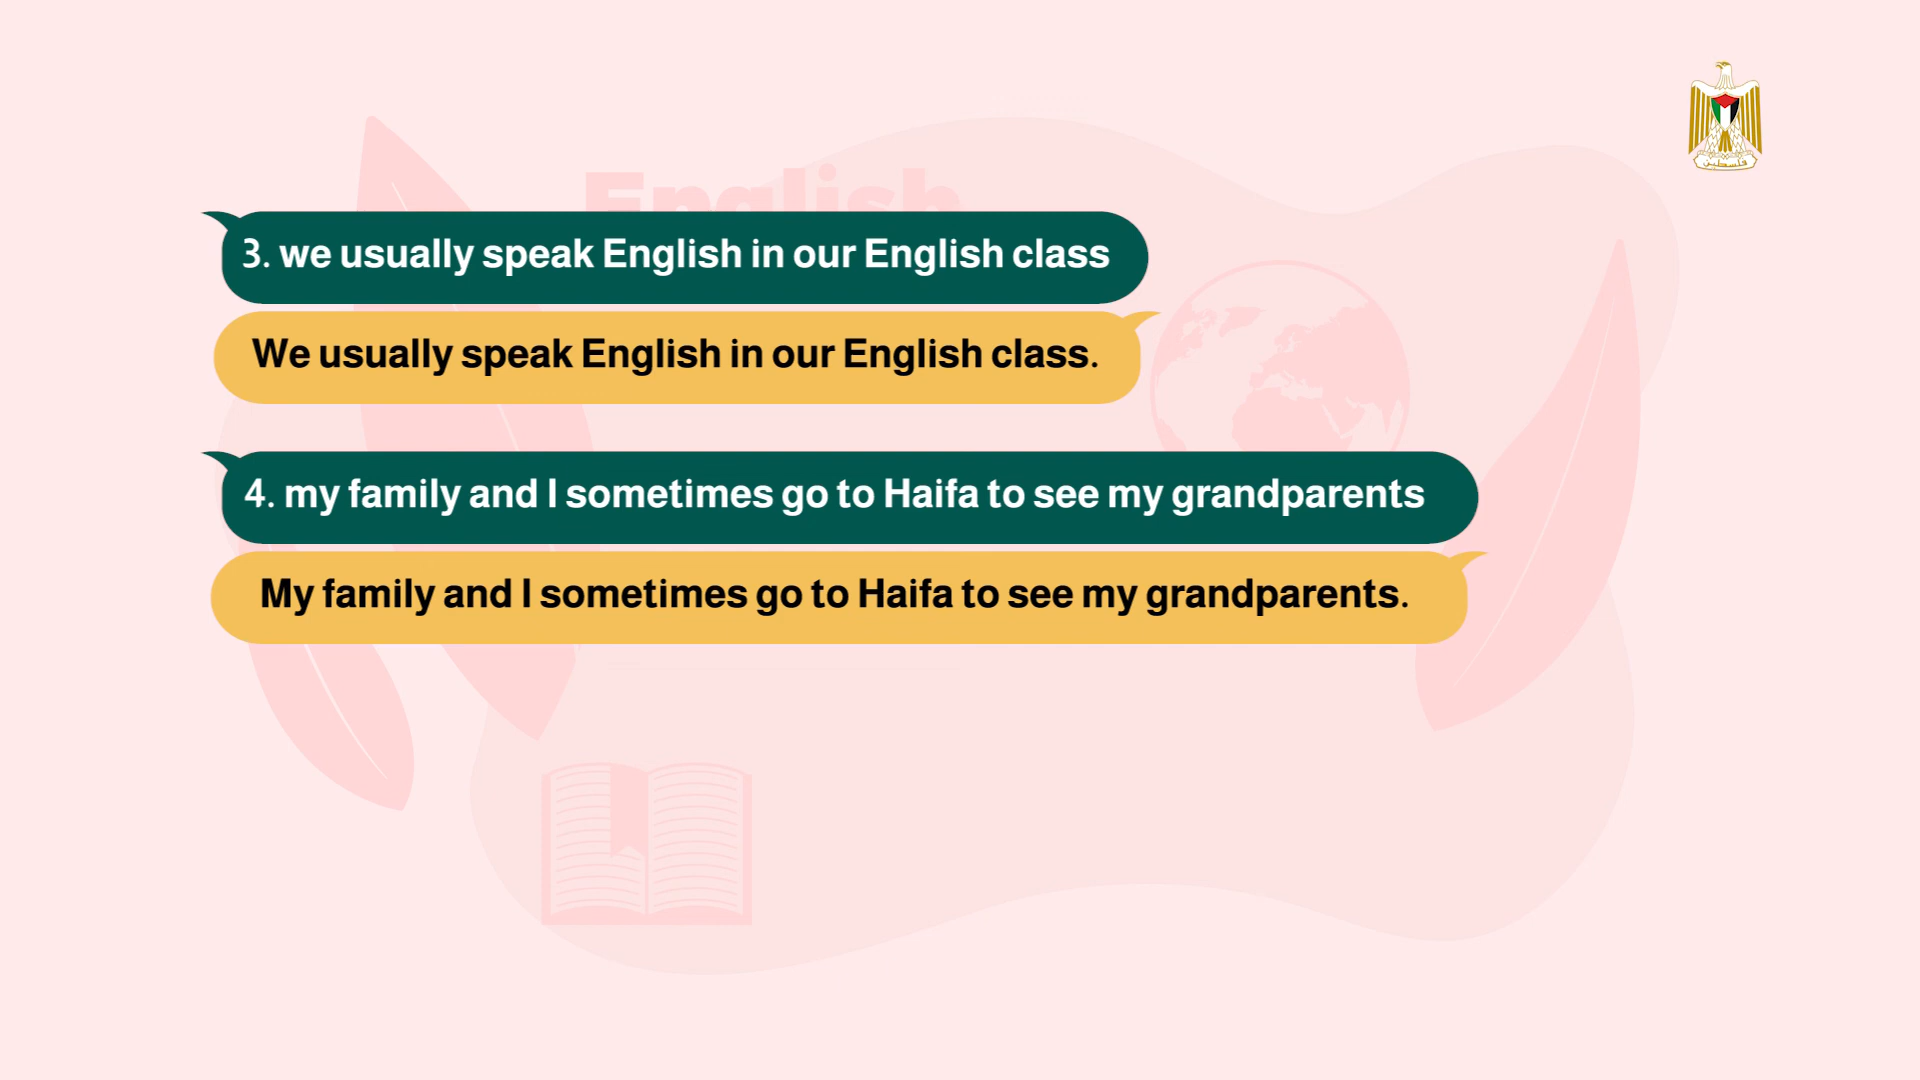 English
3. we usually speak English in our English class
We usually speak English in our English class.
4. my family and I sometimes go to Haifa to see my grandparents
My family and I sometimes go to Haifa to see my grandparents.
فلسطين